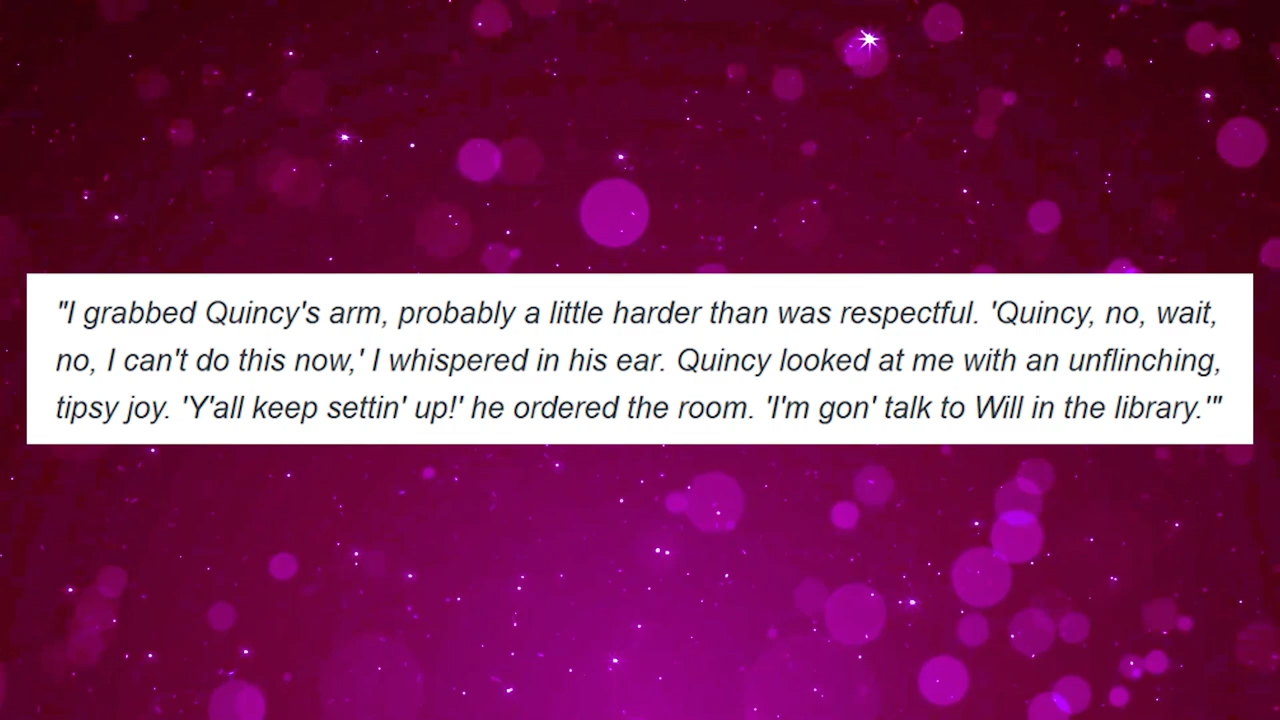 "I grabbed Quincy's arm, probably a little harder than was respectful. 'Quincy, no, wait,
no, I can't do this now,' I whispered in his ear. Quincy looked at me with an unflinching,
tipsy joy. 'Y'all keep settin' up!' he ordered the room. 'I'm gon' talk to Will in the library.'"